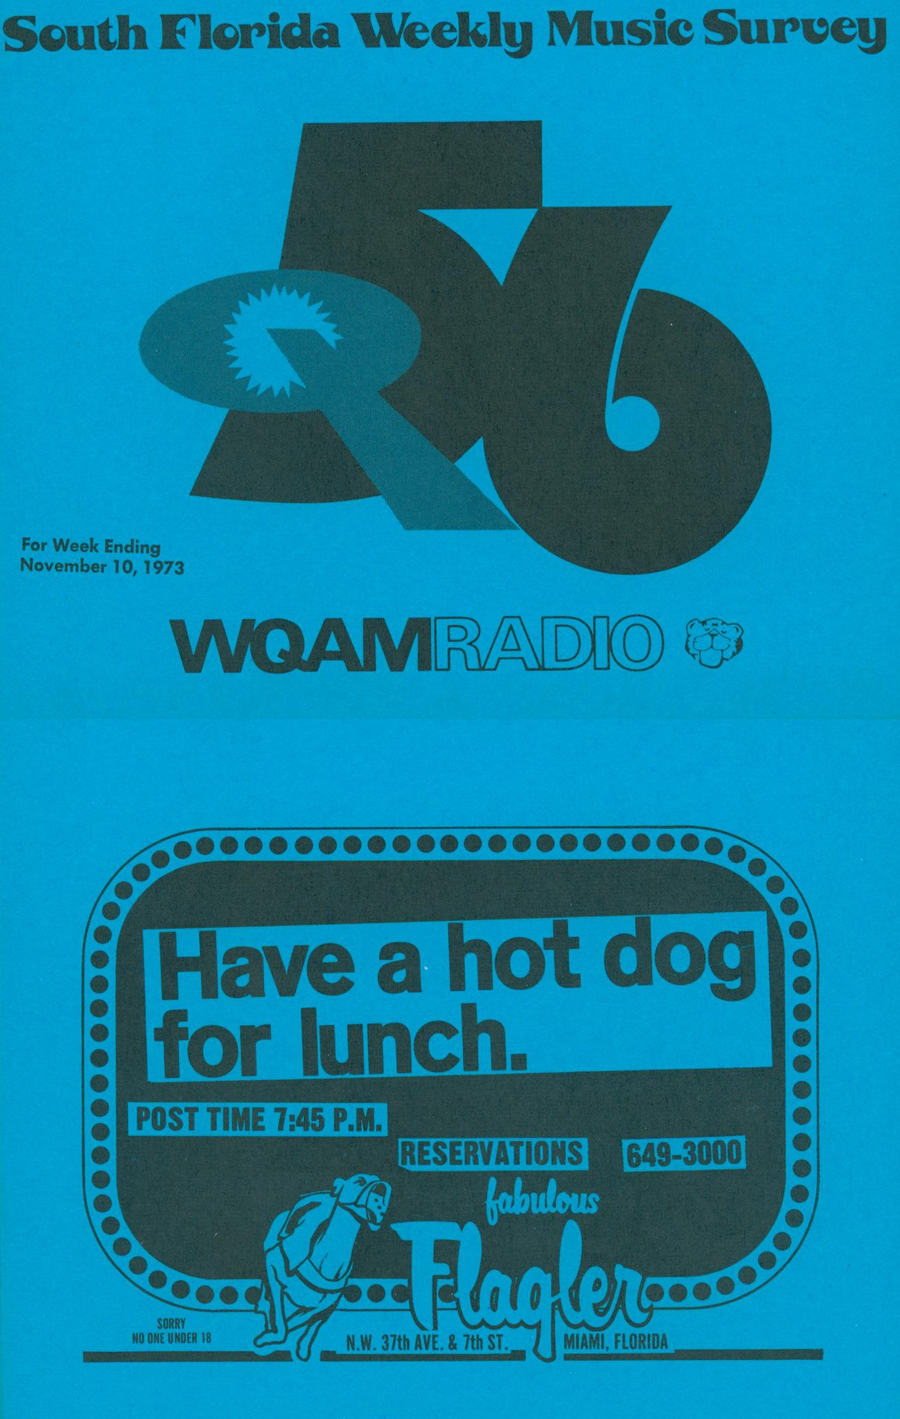 South Florida Weekly Music Survey
56
Q
For Week Ending
November 10, 1973
WQAMRADIO
Have a hot dog
for lunch.
POST TIME 7:45 P.M.
RESERVATIONS 649-3000
fabulous
Flagler
SORRY
NO ONE UNDER 18
N.W. 37th AVE. & 7th ST. MIAMI, FLORIDA